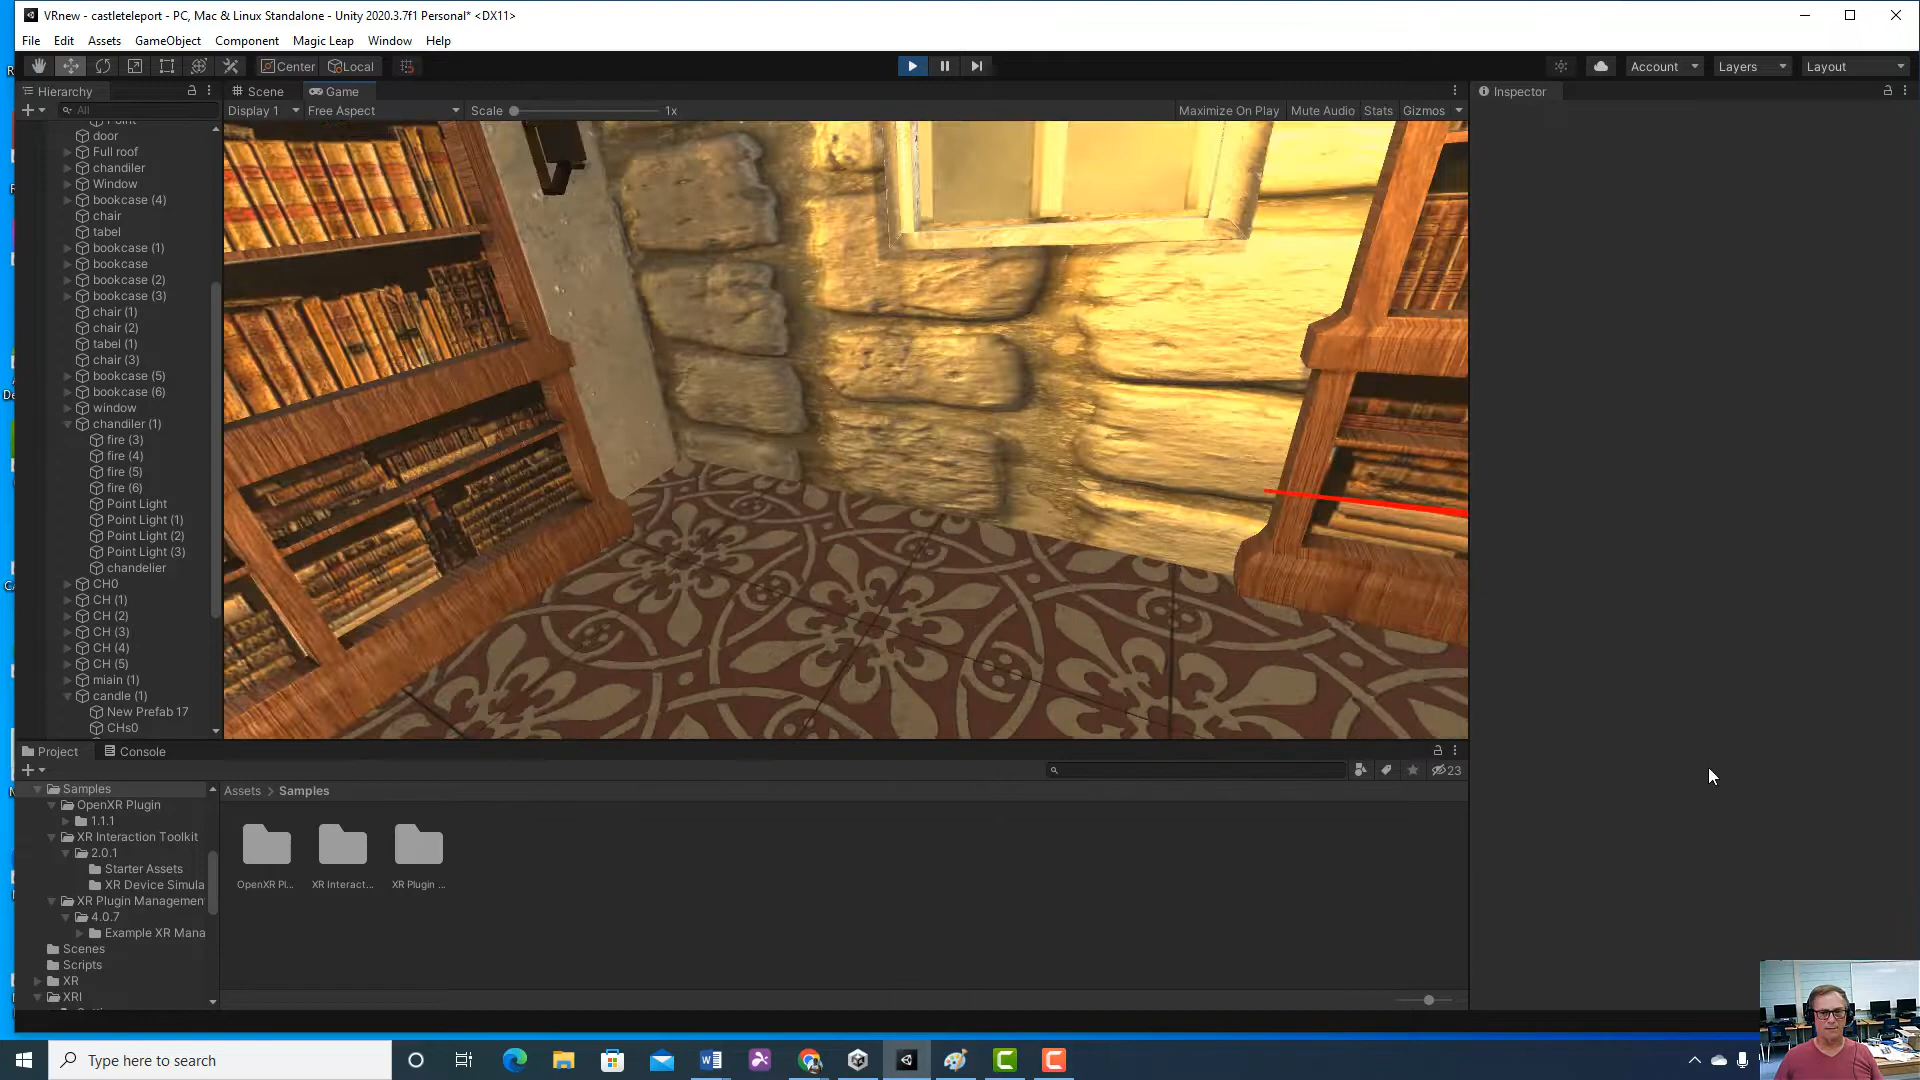 VRnew - castleteleport - PC, Mac & Linux Standalone - Unity 2020.3.7f1 Personal* <DX11>
File Edit Assets GameObject Component Magic Leap Window Help
Center Local Account Layers Layout
Hierarchy Scene Game Inspector
All Display 1 Free Aspect Scale 1x Maximize On Play Mute Audio Stats Gizmos
Point
door
Full roof
chandiler
Window
bookcase (4)
chair
tabel
bookcase (1)
bookcase
bookcase (2)
bookcase (3)
chair (1)
chair (2)
tabel (1)
chair (3)
bookcase (5)
bookcase (6)
window
chandiler (1)
fire (3)
fire (4)
fire (5)
fire (6)
Point Light
Point Light (1)
Point Light (2)
Point Light (3)
chandelier
CH0
CH (1)
CH (2)
CH (3)
CH (4)
CH (5)
miain (1)
candle (1)
New Prefab 17
CHs0
Project Console
23
Samples
OpenXR Plugin
1.1.1
XR Interaction Toolkit
2.0.1
Starter Assets
XR Device Simula
XR Plugin Managemen
4.0.7
Example XR Mana
Scenes
Scripts
XR
XRI
Assets > Samples
OpenXR Pl... XR Interact... XR Plugin ...
Type here to search